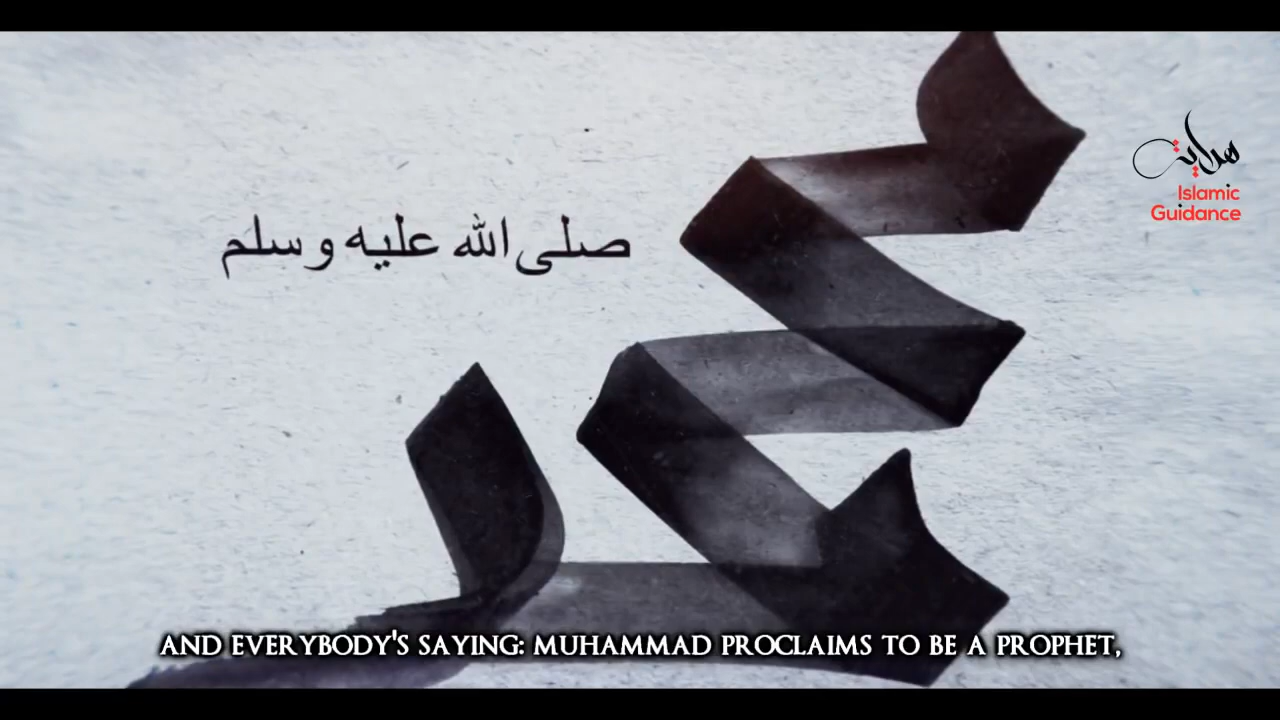 محمد
صلى الله عليه وسلم
هداية
Islamic
Guidance
AND EVERYBODY'S SAYING: MUHAMMAD PROCLAIMS TO BE A PROPHET,